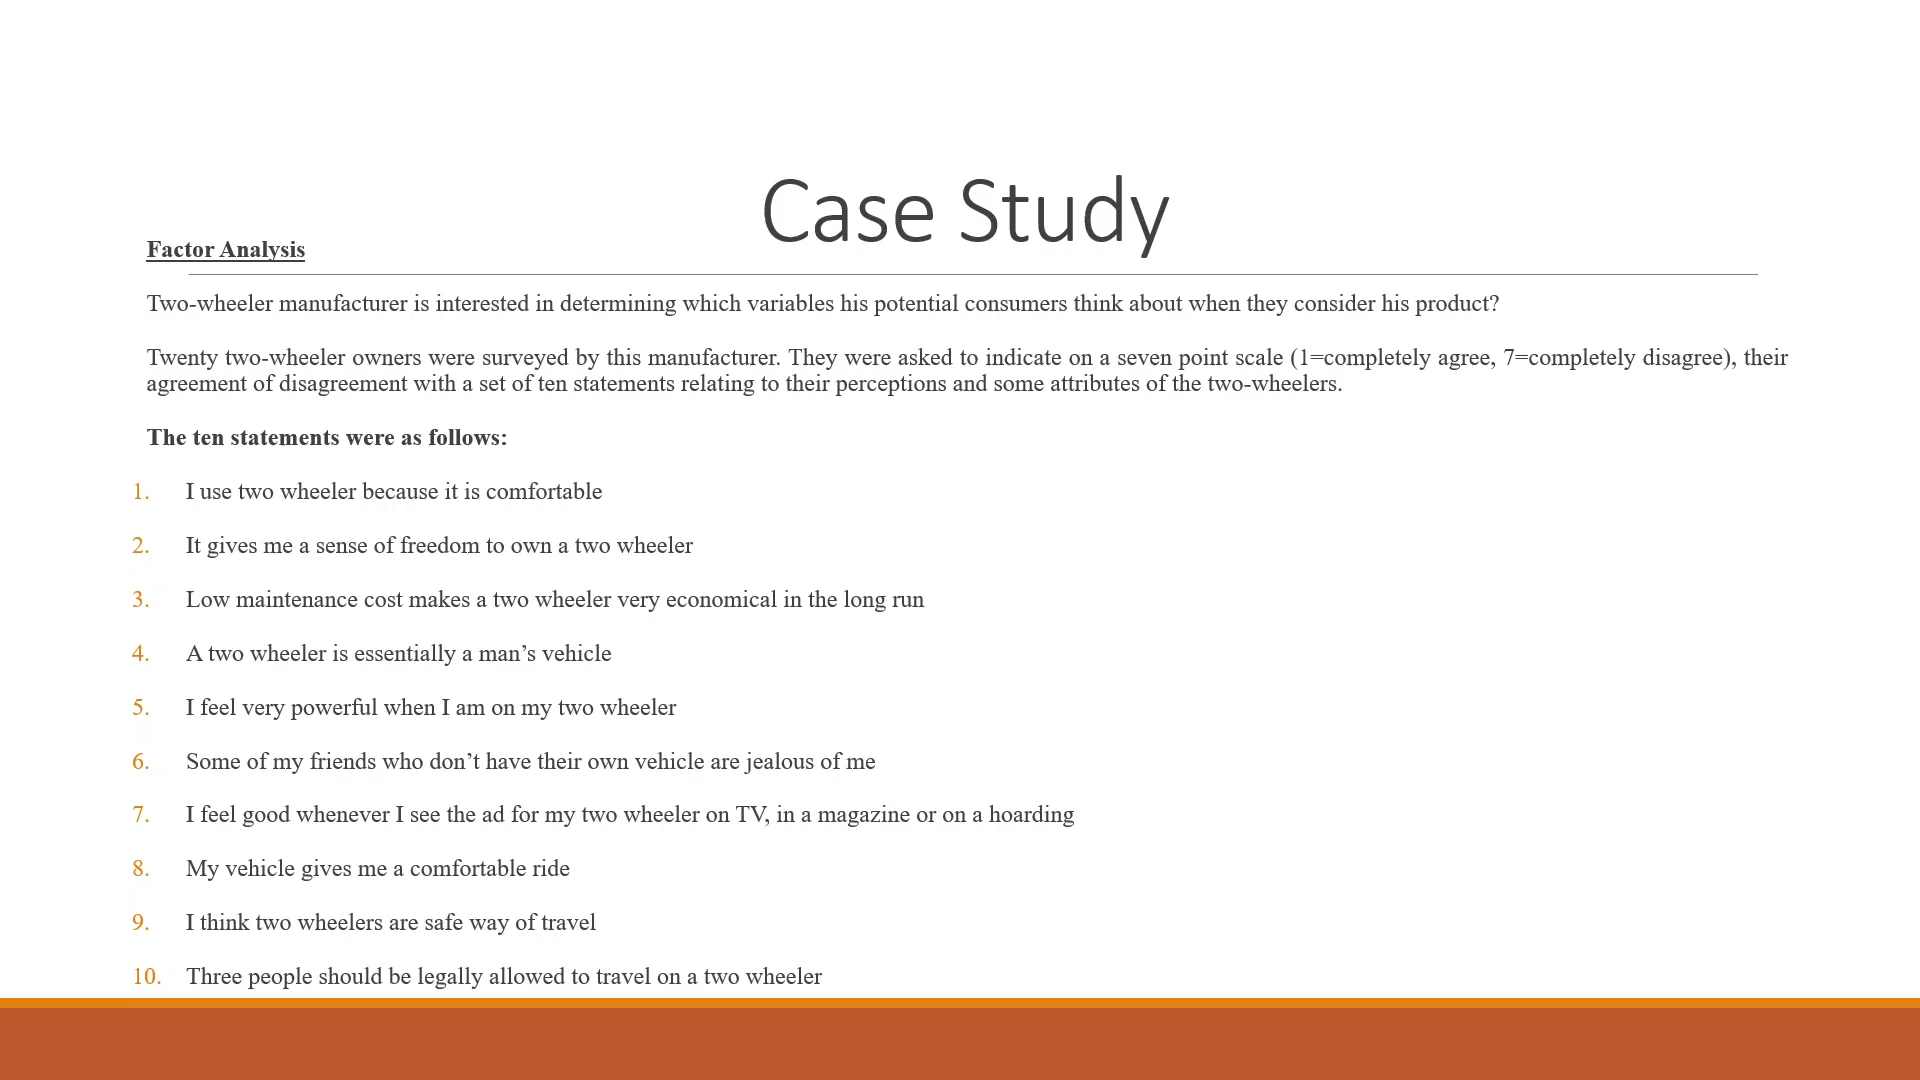 Case Study
Factor Analysis
Two-wheeler manufacturer is interested in determining which variables his potential consumers think about when they consider his product?
Twenty two-wheeler owners were surveyed by this manufacturer. They were asked to indicate on a seven point scale (1=completely agree, 7=completely disagree), their
agreement of disagreement with a set of ten statements relating to their perceptions and some attributes of the two-wheelers.
The ten statements were as follows:
1. I use two wheeler because it is comfortable
2. It gives me a sense of freedom to own a two wheeler
3. Low maintenance cost makes a two wheeler very economical in the long run
4. A two wheeler is essentially a man’s vehicle
5. I feel very powerful when I am on my two wheeler
6. Some of my friends who don’t have their own vehicle are jealous of me
7. I feel good whenever I see the ad for my two wheeler on TV, in a magazine or on a hoarding
8. My vehicle gives me a comfortable ride
9. I think two wheelers are safe way of travel
10. Three people should be legally allowed to travel on a two wheeler